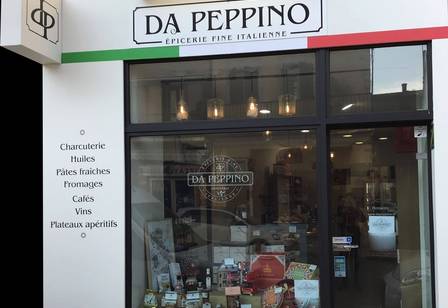 DA PEPPINO
ÉPICERIE FINE ITALIENNE
Charcuterie
Huiles
Pâtes fraîches
Fromages
Cafés
Vins
Plateaux apéritifs
DA PEPPINO